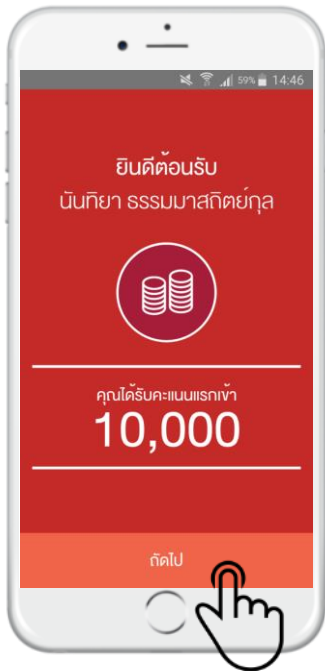 59% 14:46
ยินดีต้อนรับ
นันทิยา ธรรมมาสถิตย์กุล
คุณได้รับคะแนนแรกเข้า
10,000
ถัดไป